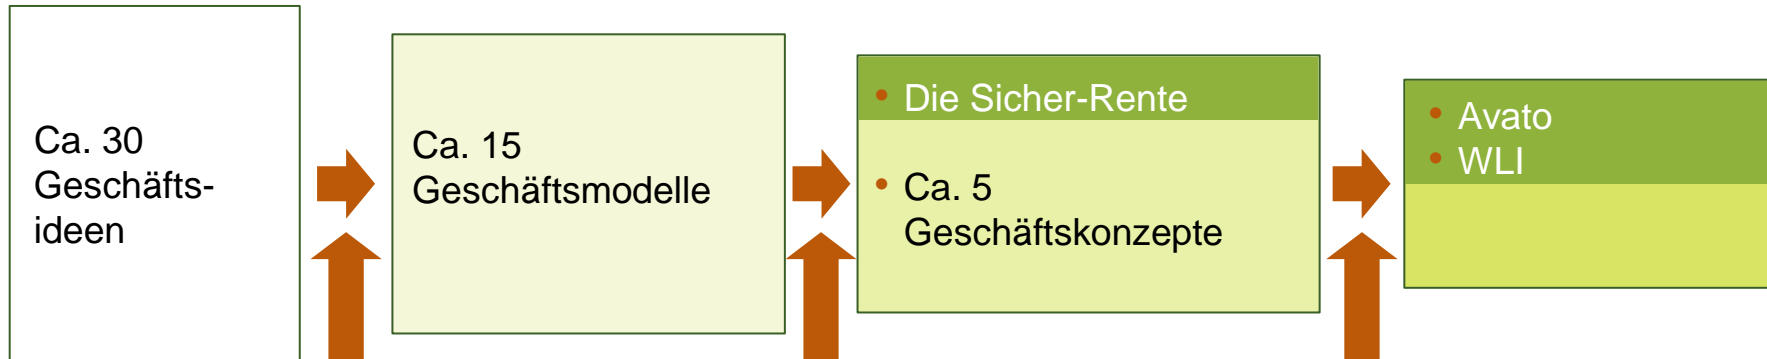 Ca. 30
Geschäfts-
ideen
Ca. 15
Geschäftsmodelle
• Die Sicher-Rente
• Ca. 5
Geschäftskonzepte
• Avato
• WLI